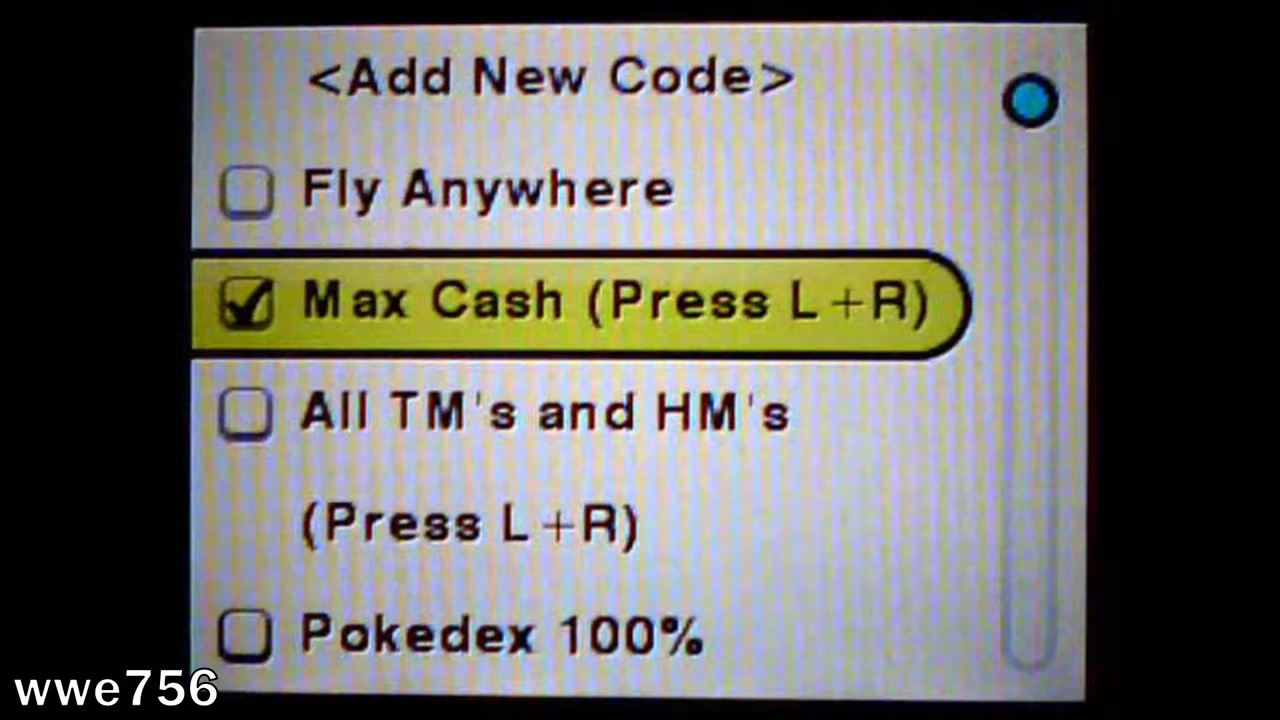 <Add New Code>
Fly Anywhere
Max Cash (Press L+R)
All TM's and HM's
(Press L+R)
Pokedex 100%
wwe756